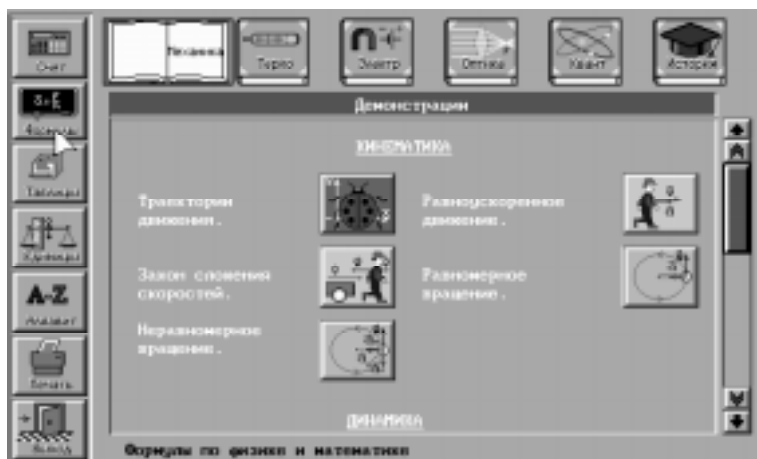 Механика
Термо
Электр
Оптика
Квант
История
Счет
Формулы
Таблицы
Единицы
Алфавит
Печать
Выход
A-Z
Демонстрации
КИНЕМАТИКА
Траектории
движения.
Равноускоренное
движение.
Закон сложения
скоростей.
Равномерное
вращение.
Неравномерное
вращение.
ДИНАМИКА
Формулы по физике и математике